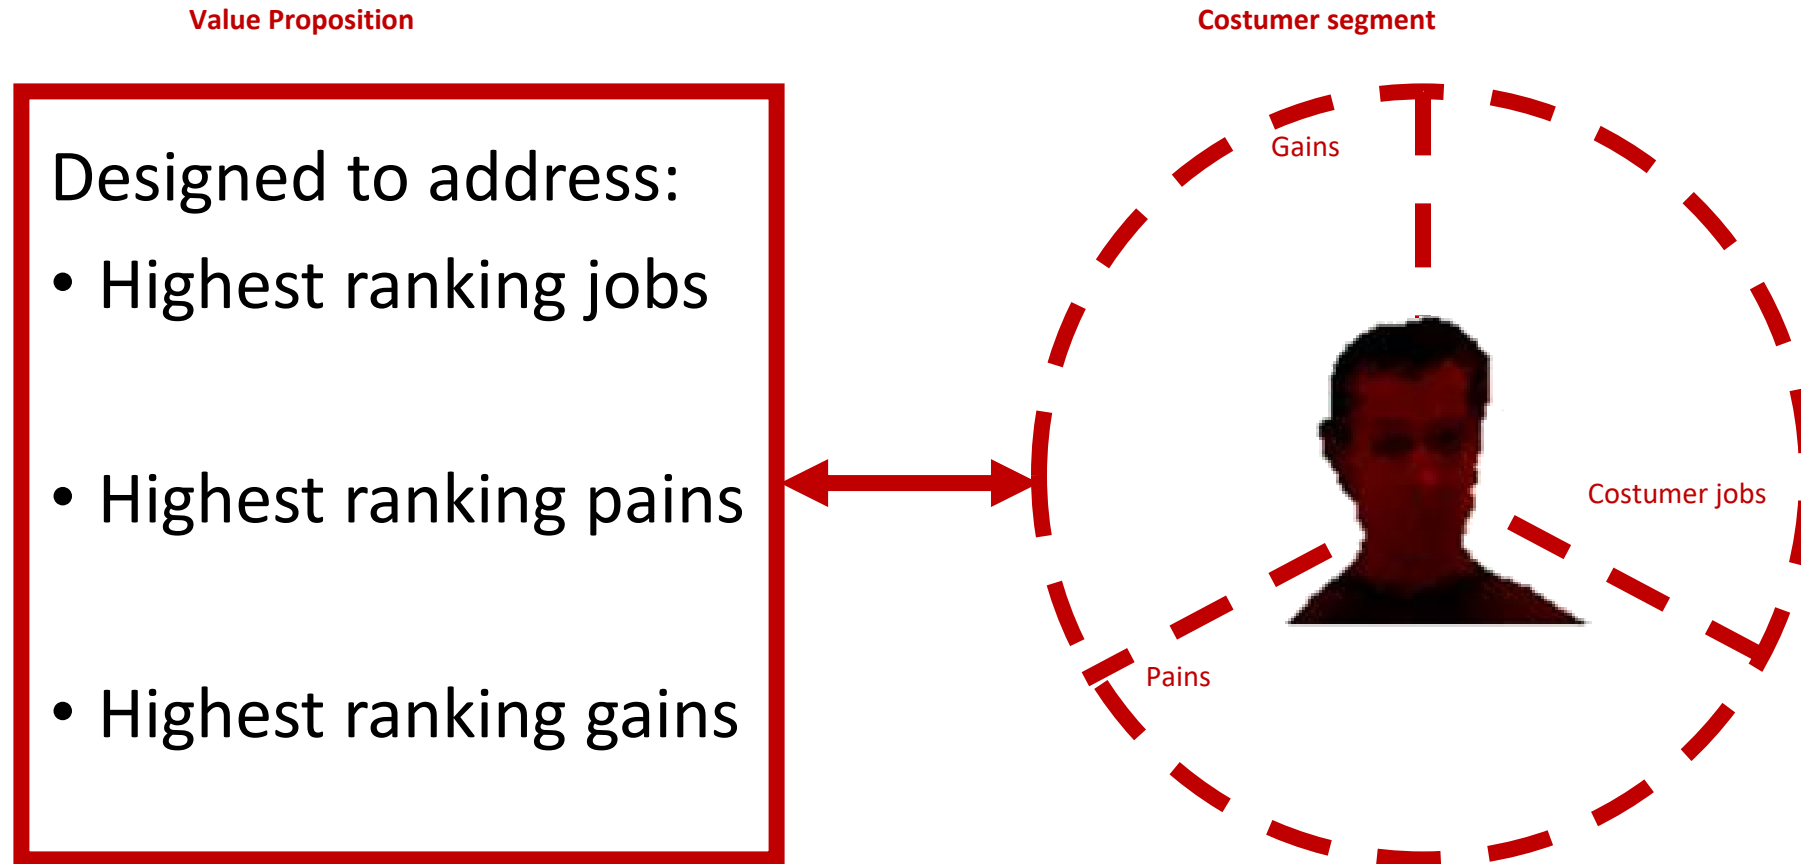 Value Proposition
Costumer segment
Designed to address:
• Highest ranking jobs
• Highest ranking pains
• Highest ranking gains
Gains
Costumer jobs
Pains